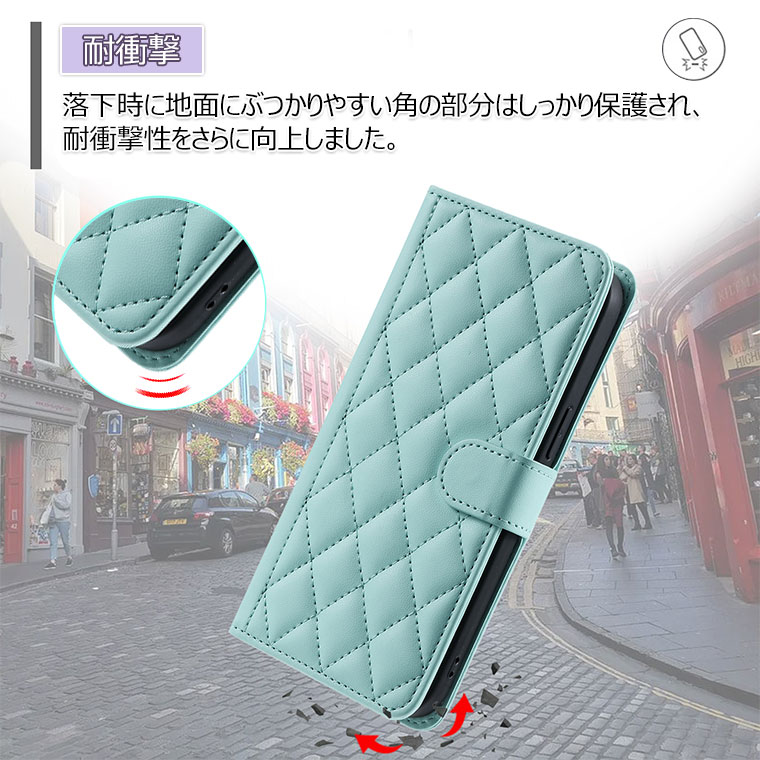 耐衝撃
落下時に地面にぶつかりやすい角の部分はしっかり保護され、
耐衝撃性をさらに向上しました。